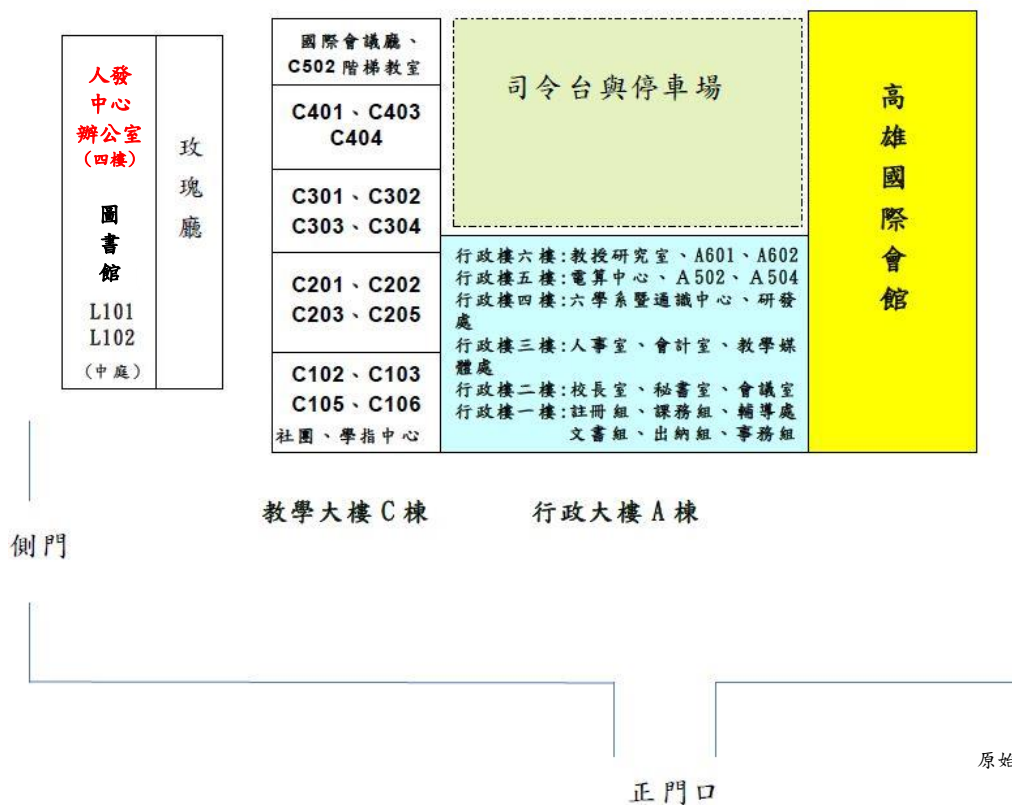 人發
中心
辦公室
(四樓)
圖
書
館
L101
L102
(中庭)
玫
瑰
廳
國際會議廳、
C502 階梯教室
C401、C403
C404
C301、C302
C303、C304
C201、C202
C203、C205
C102、C103
C105、C106
社團、學指中心
司令台與停車場
行政樓六樓:教授研究室、A601、A602
行政樓五樓:電算中心、A502、A504
行政樓四樓:六學系暨通識中心、研發
處
行政樓三樓:人事室、會計室、教學媒
體處
行政樓二樓:校長室、秘書室、會議室
行政樓一樓:註冊組、課務組、輔導處
文書組、出納組、事務組
高
雄
國
際
會
館
教學大樓 C 棟
行政大樓 A 棟
側門
正門口
原始